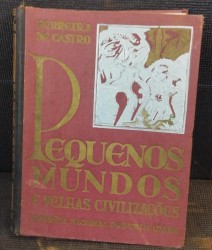 FERREIRA
DE CASTRO
PEQUENOS
MUNDOS
E VELHAS CIVILIZAÇÕES